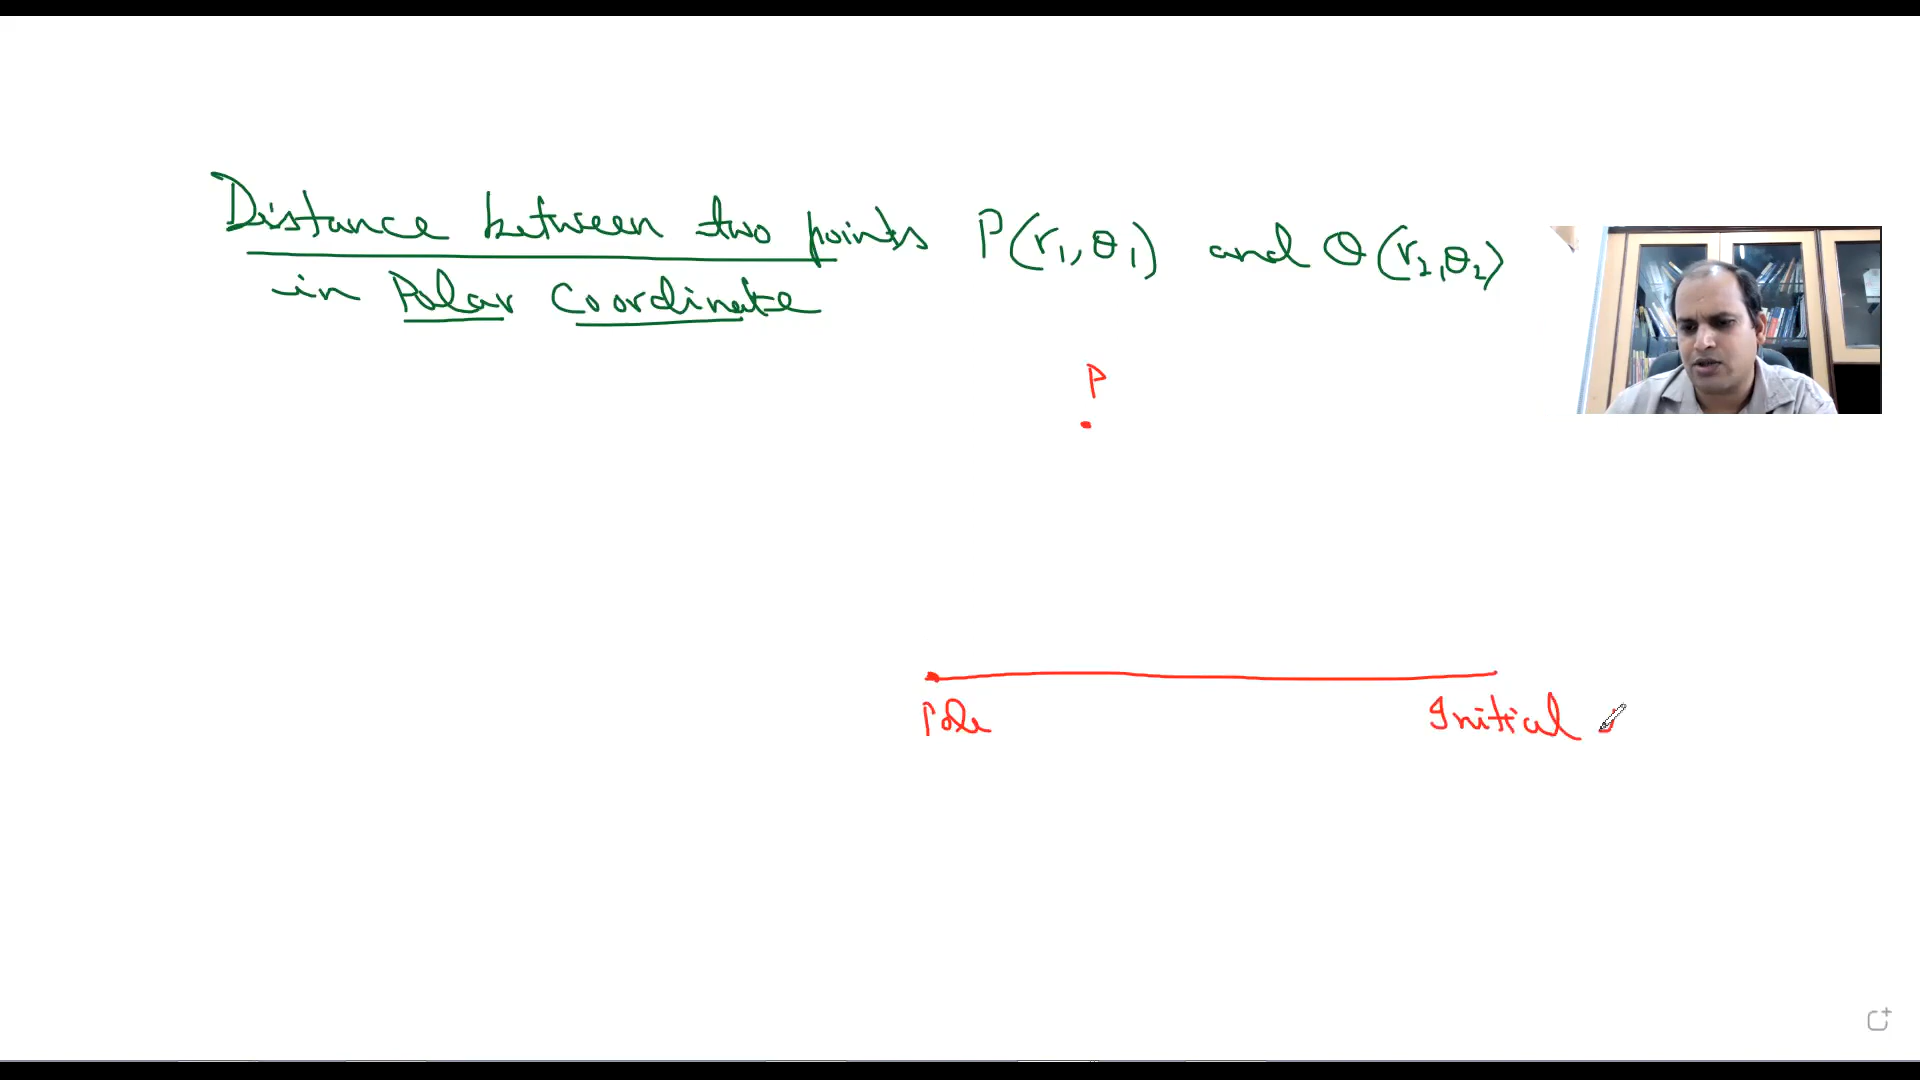 Distance between two points P(r₁, θ₁) and Q(r₂, θ₂)
in Polar Coordinate
P
Pole
Initial